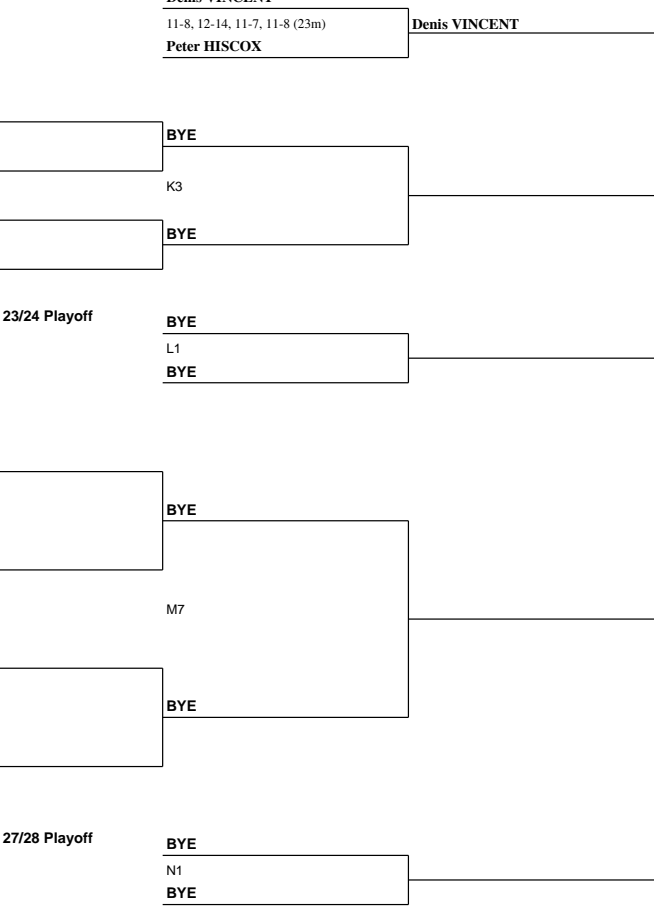 Denis VINCENT
11-8, 12-14, 11-7, 11-8 (23m)
Denis VINCENT
Peter HISCOX
BYE
K3
BYE
23/24 Playoff
BYE
L1
BYE
BYE
M7
BYE
27/28 Playoff
BYE
N1
BYE